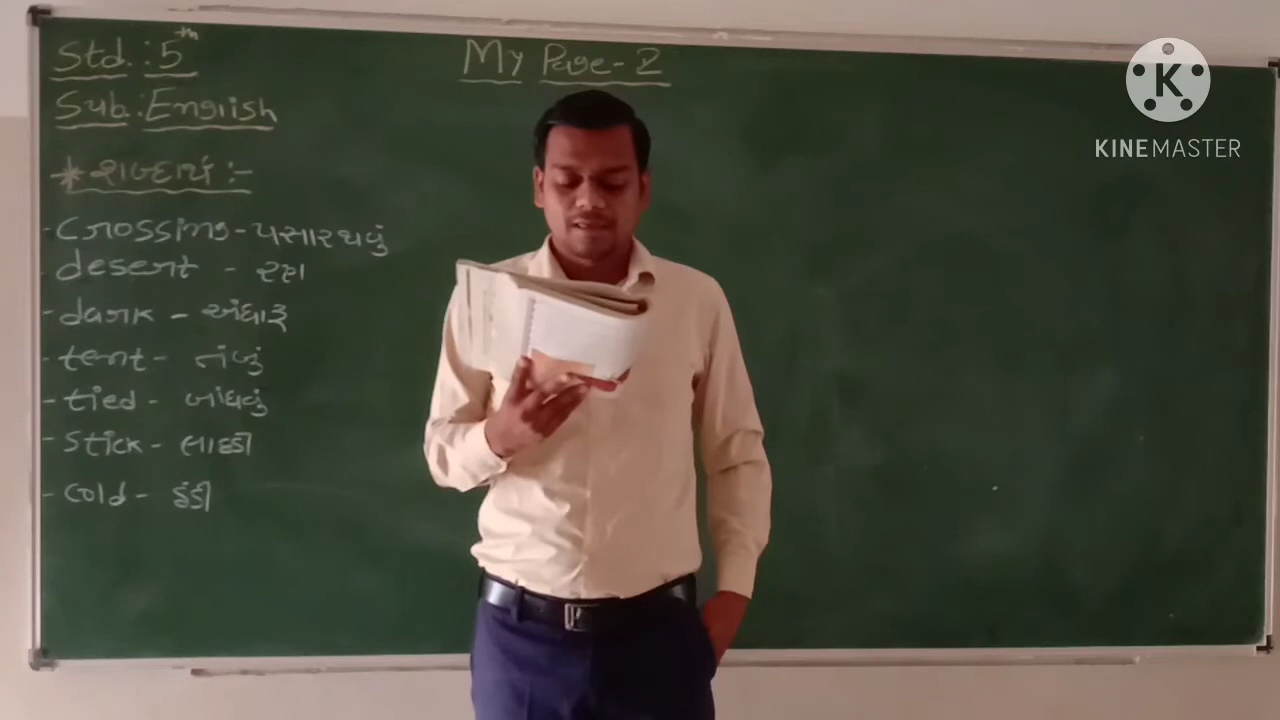 Std.: 5th
My Page-2
Sub.: English
* શબ્દાર્થ :-
- Crossing - પસાર થવું
- desert - રણ
- dark - અંધારૂ
- tent - તંબું
- tied - બાંધવું
- Stick - લાકડી
- Cold - ઠંડી
K
KINEMASTER